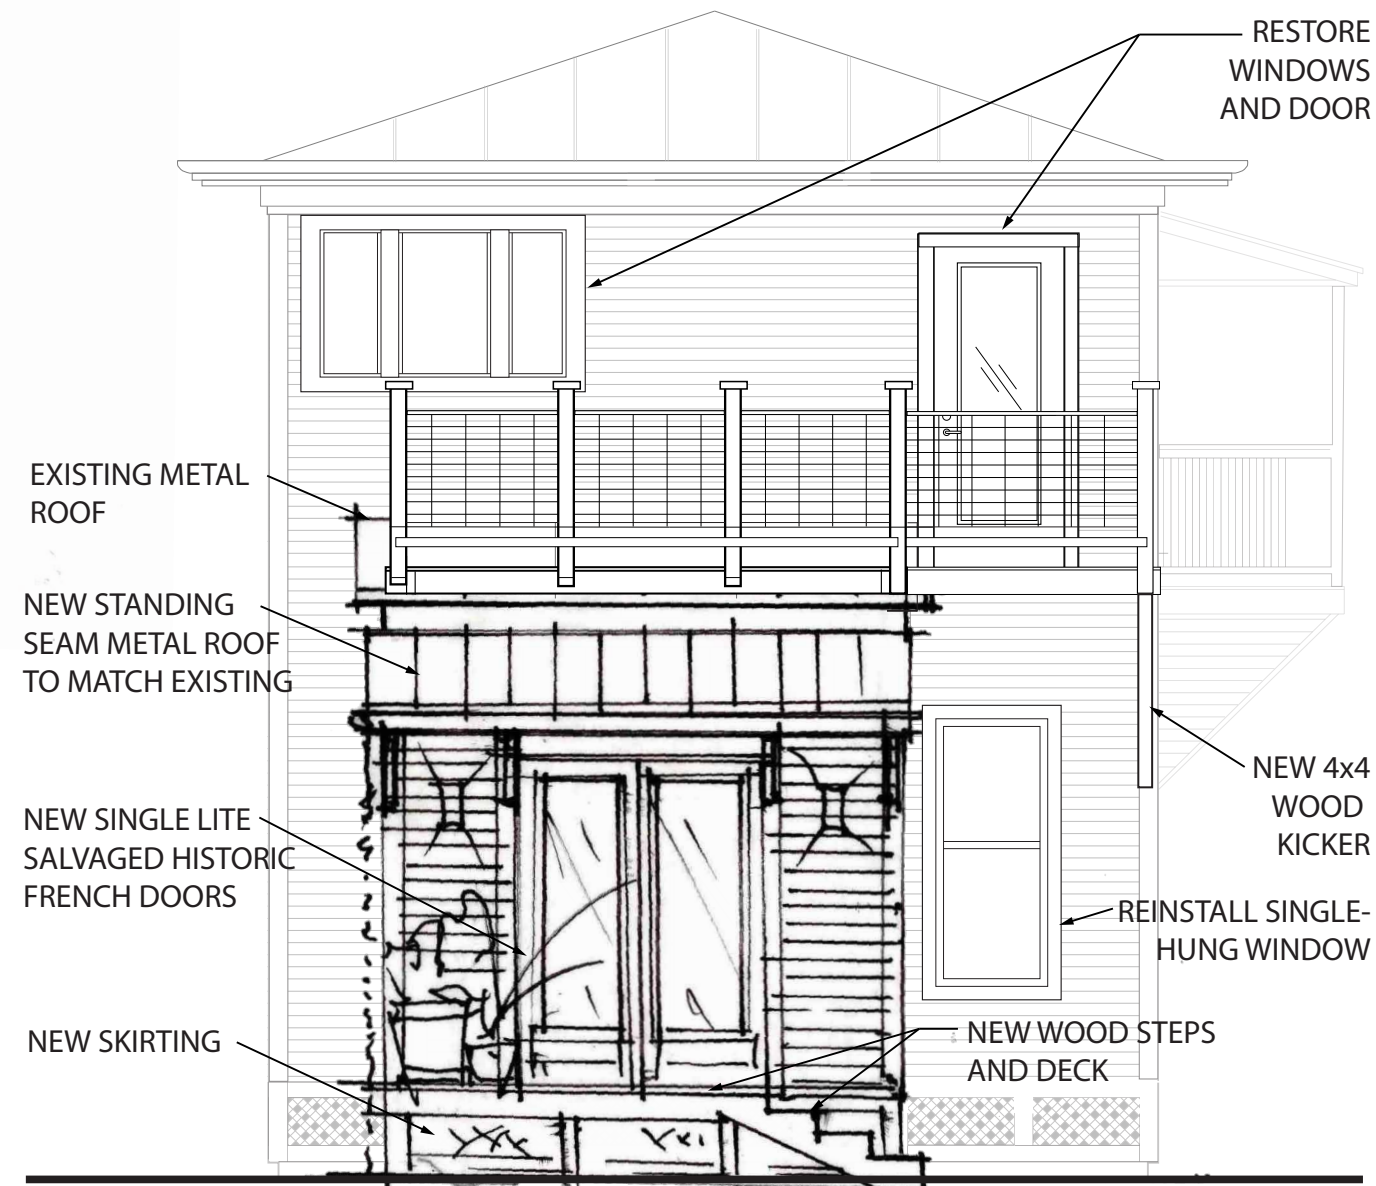 RESTORE
WINDOWS
AND DOOR
EXISTING METAL
ROOF
NEW STANDING
SEAM METAL ROOF
TO MATCH EXISTING
NEW 4x4
WOOD
KICKER
NEW SINGLE LITE
SALVAGED HISTORIC
FRENCH DOORS
REINSTALL SINGLE-
HUNG WINDOW
NEW SKIRTING
NEW WOOD STEPS
AND DECK